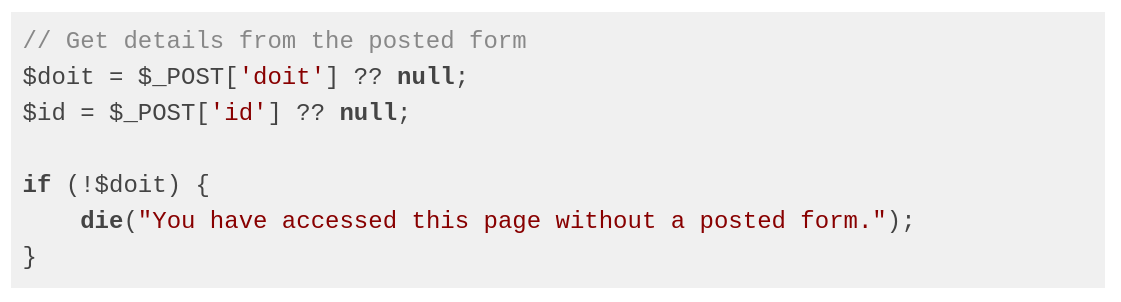 // Get details from the posted form
$doit = $_POST['doit'] ?? null;
$id = $_POST['id'] ?? null;

if (!$doit) {
    die("You have accessed this page without a posted form.");
}